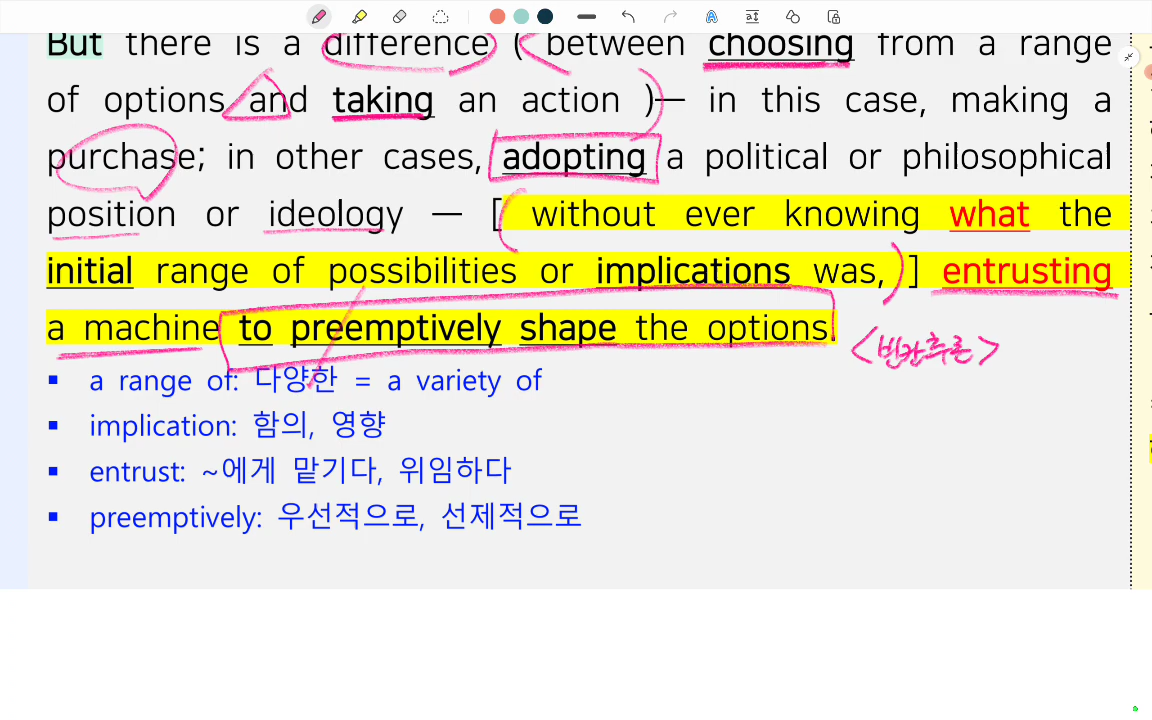 But there is a difference ( between choosing from a range
of options and taking an action )— in this case, making a
purchase; in other cases, adopting a political or philosophical
position or ideology — [ without ever knowing what the
initial range of possibilities or implications was, ] entrusting
a machine to preemptively shape the options.
<빈칸추론>
▪ a range of: 다양한 = a variety of
▪ implication: 함의, 영향
▪ entrust: ~에게 맡기다, 위임하다
▪ preemptively: 우선적으로, 선제적으로